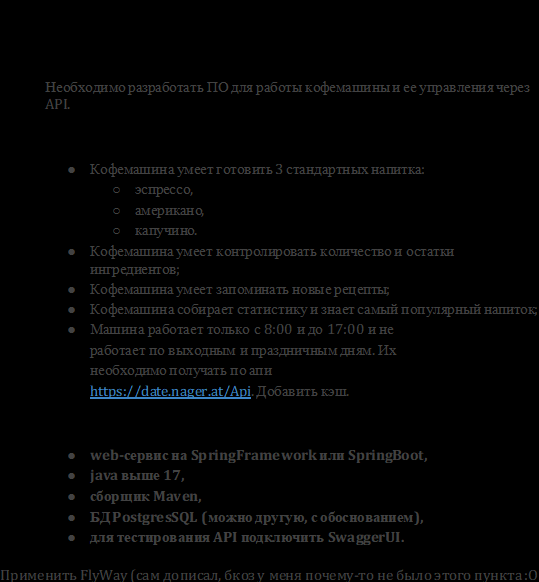 Необходимо разработать ПО для работы кофемашины и ее управления через
API.
● Кофемашина умеет готовить 3 стандартных напитка:
○ эспрессо,
○ американо,
○ капучино.
● Кофемашина умеет контролировать количество и остатки
ингредиентов;
● Кофемашина умеет запоминать новые рецепты;
● Кофемашина собирает статистику и знает самый популярный напиток;
● Машина работает только с 8:00 и до 17:00 и не
работает по выходным и праздничным дням. Их
необходимо получать по апи
https://date.nager.at/Api. Добавить кэш.
● web-сервис на SpringFramework или SpringBoot,
● java выше 17,
● сборщик Maven,
● БД PostgresSQL (можно другую, с обоснованием),
● для тестирования API подключить SwaggerUI.
Применить FlyWay (сам дописал, бкоз у меня почему-то не было этого пункта :О